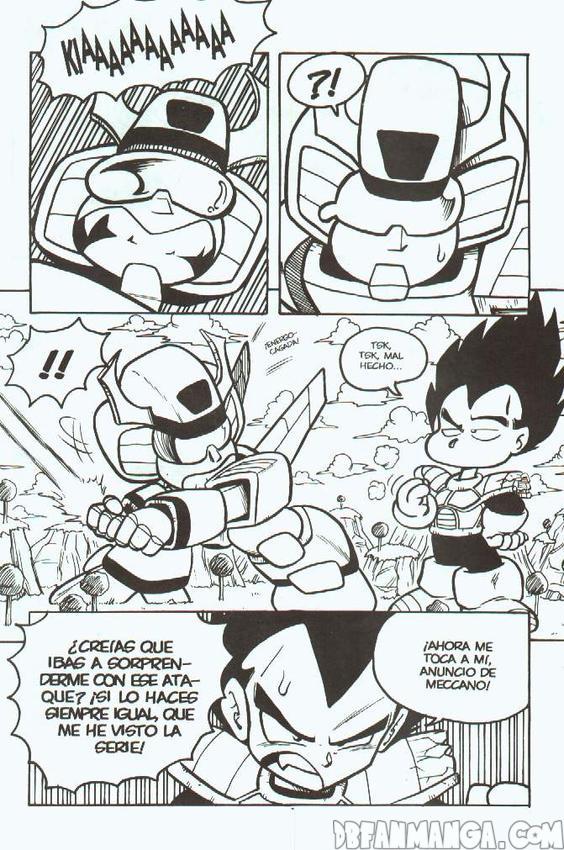 KIAAAAAAAAAAA
?!
!!
¡ENERGO-
CAGADA!
TSK,
TSK, MAL
HECHO...
¿CREÍAS QUE
IBAS A SORPREN-
DERME CON ESE ATA-
QUE? ¡SI LO HACES
SIEMPRE IGUAL, QUE
ME HE VISTO LA
SERIE!
¡AHORA ME
TOCA A MÍ,
ANUNCIO DE
MECCANO!
DBFANMANGA.COM